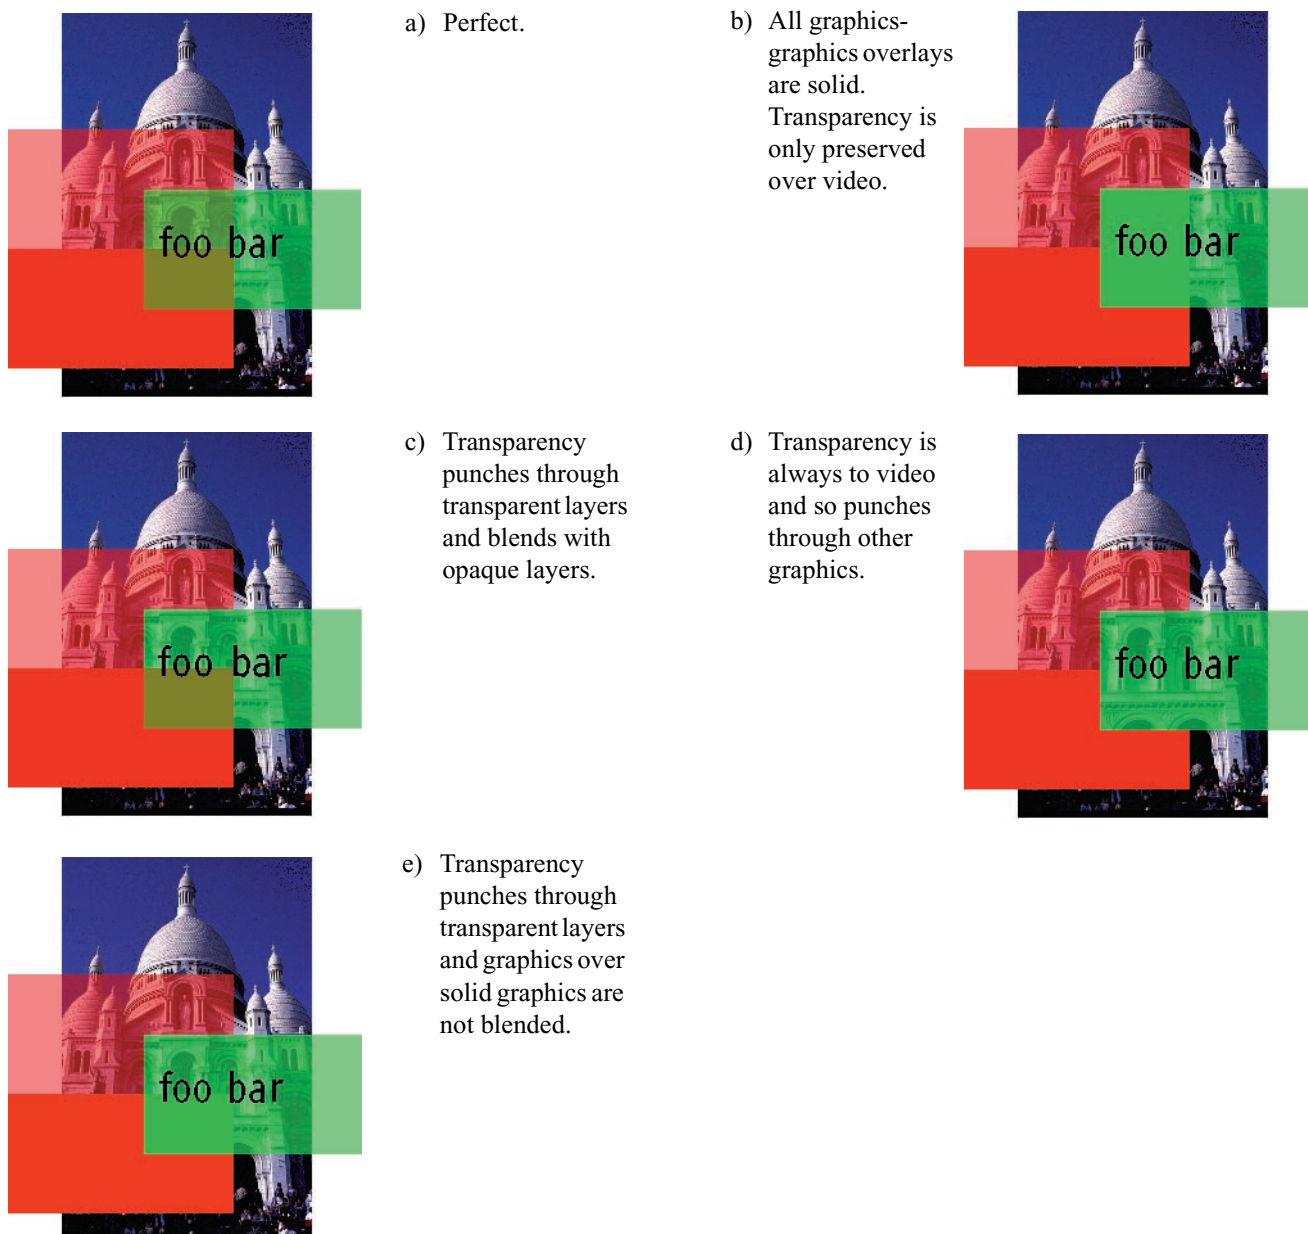 a) Perfect.
b) All graphics-
graphics overlays
are solid.
Transparency is
only preserved
over video.
foo bar
foo bar
c) Transparency
punches through
transparent layers
and blends with
opaque layers.
d) Transparency is
always to video
and so punches
through other
graphics.
foo bar
foo bar
e) Transparency
punches through
transparent layers
and graphics over
solid graphics are
not blended.
foo bar